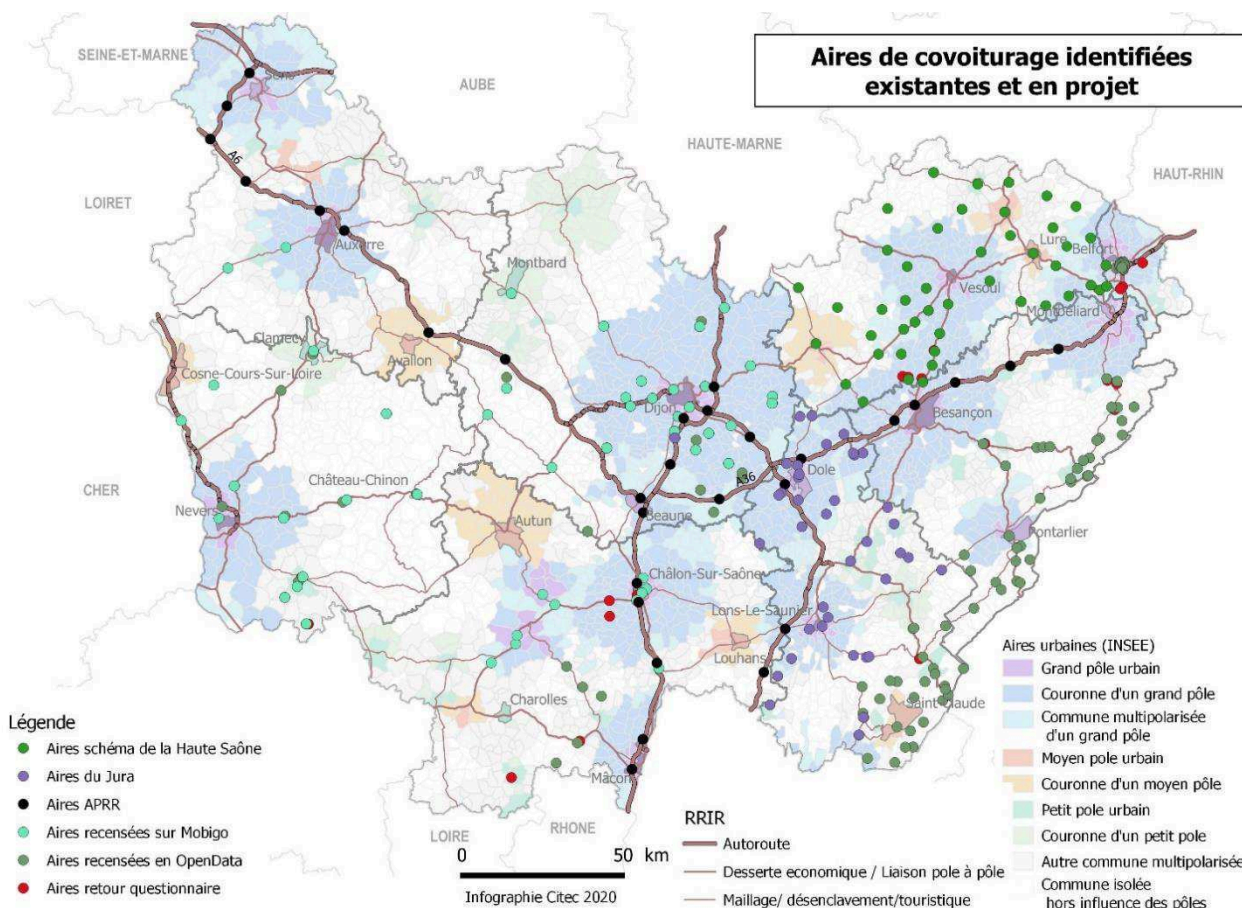 Aires de covoiturage identifiées
existantes et en projet
SEINE-ET-MARNE
AUBE
HAUTE-MARNE
HAUT-RHIN
LOIRET
Sens
A6
Auxerre
Lure
Belfort
Vesoul
Montbard
Montbéliard
Clamecy
Avallon
Cosne-Cours-Sur-Loire
Dijon
Besançon
CHER
Château-Chinon
Dole
A36
Nevers
Autun
Beaune
Pontarlier
Châlon-Sur-Saône
Lons-Le-Saunier
Louhans
Charolles
Saint-Claude
Mâcon
LOIRE
RHONE
Légende
Aires schéma de la Haute Saône
Aires du Jura
Aires APRR
Aires recensées sur Mobigo
Aires recensées en OpenData
Aires retour questionnaire
0 50 km
Infographie Citec 2020
RRIR
Autoroute
Desserte economique / Liaison pole à pôle
Maillage/ désenclavement/touristique
Aires urbaines (INSEE)
Grand pôle urbain
Couronne d'un grand pôle
Commune multipolarisée
d'un grand pôle
Moyen pole urbain
Couronne d'un moyen pôle
Petit pole urbain
Couronne d'un petit pole
Autre commune multipolarisée
Commune isolée
hors influence des pôles